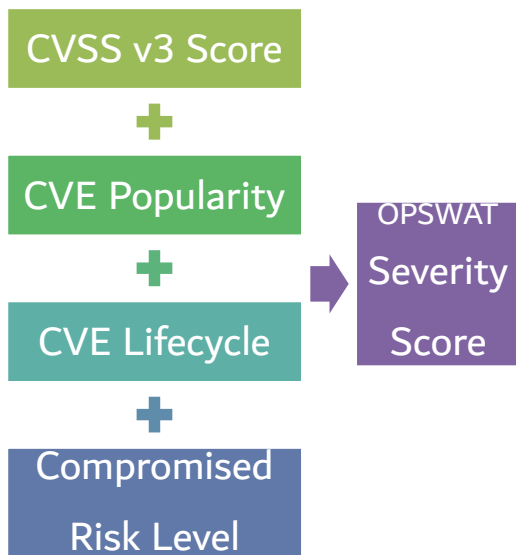 CVSS v3 Score
CVE Popularity
CVE Lifecycle
Compromised
Risk Level
OPSWAT
Severity
Score